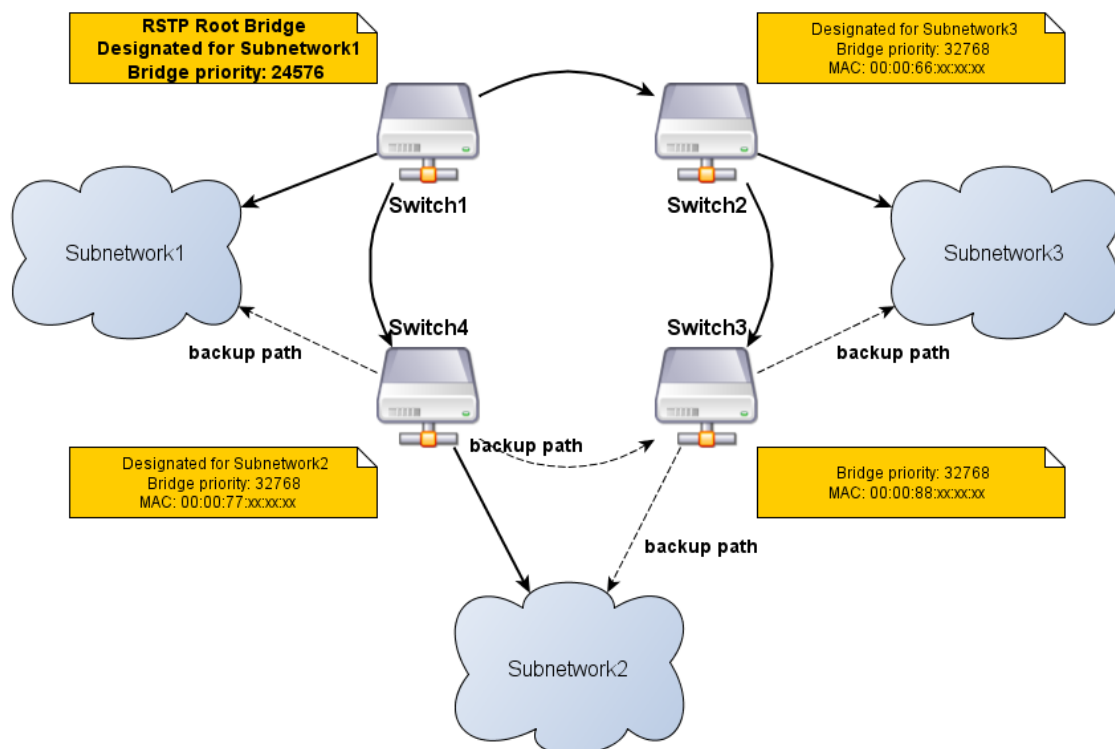 RSTP Root Bridge
Designated for Subnetwork1
Bridge priority: 24576
Designated for Subnetwork3
Bridge priority: 32768
MAC: 00:00:66:xx:xx:xx
Switch1
Switch2
Subnetwork1
Subnetwork3
Switch4
Switch3
backup path
backup path
backup path
Designated for Subnetwork2
Bridge priority: 32768
MAC: 00:00:77:xx:xx:xx
Bridge priority: 32768
MAC: 00:00:88:xx:xx:xx
backup path
Subnetwork2